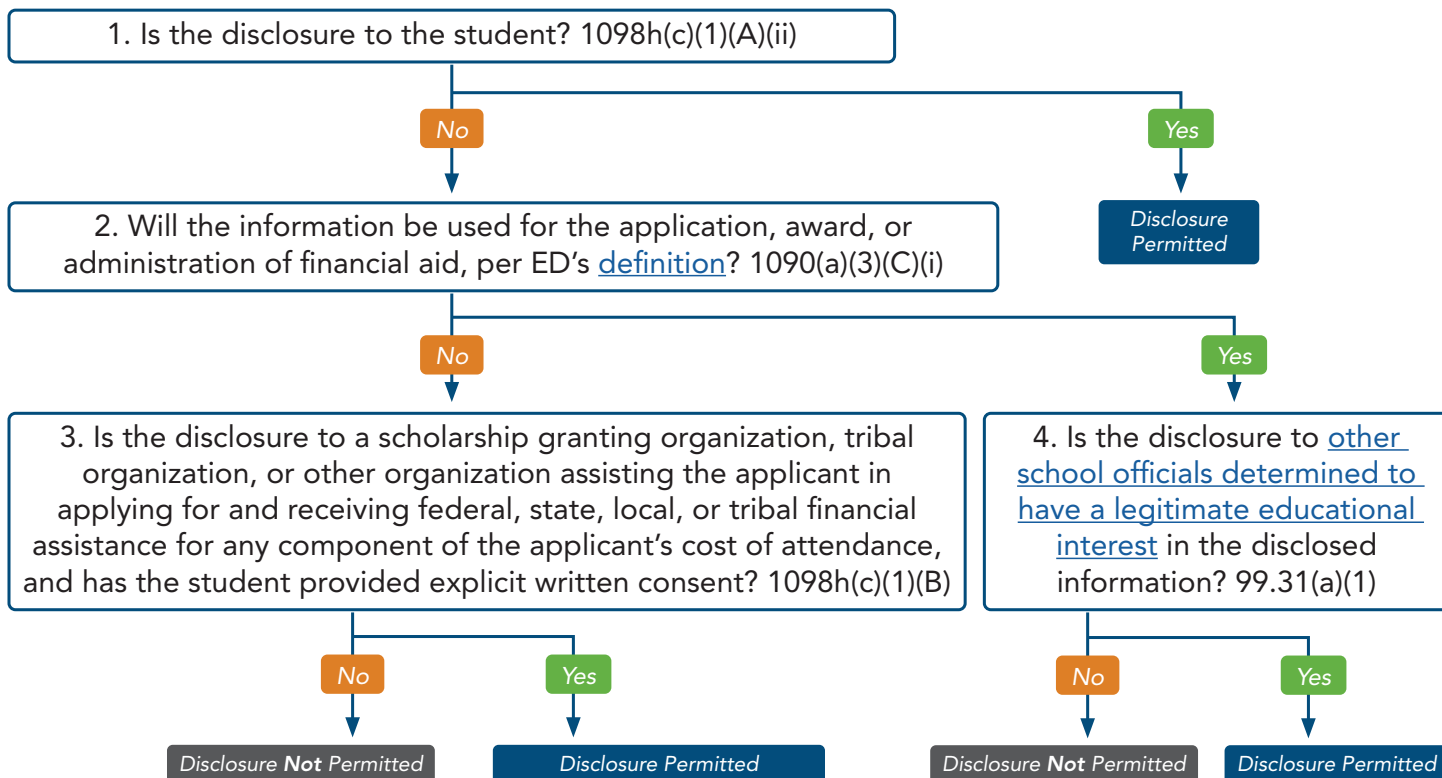 1. Is the disclosure to the student? 1098h(c)(1)(A)(ii)
No
Yes
Disclosure
Permitted
2. Will the information be used for the application, award, or
administration of financial aid, per ED's definition? 1090(a)(3)(C)(i)
No
Yes
3. Is the disclosure to a scholarship granting organization, tribal
organization, or other organization assisting the applicant in
applying for and receiving federal, state, local, or tribal financial
assistance for any component of the applicant's cost of attendance,
and has the student provided explicit written consent? 1098h(c)(1)(B)
4. Is the disclosure to other
school officials determined to
have a legitimate educational
interest in the disclosed
information? 99.31(a)(1)
No
Yes
No
Yes
Disclosure Not Permitted
Disclosure Permitted
Disclosure Not Permitted
Disclosure Permitted